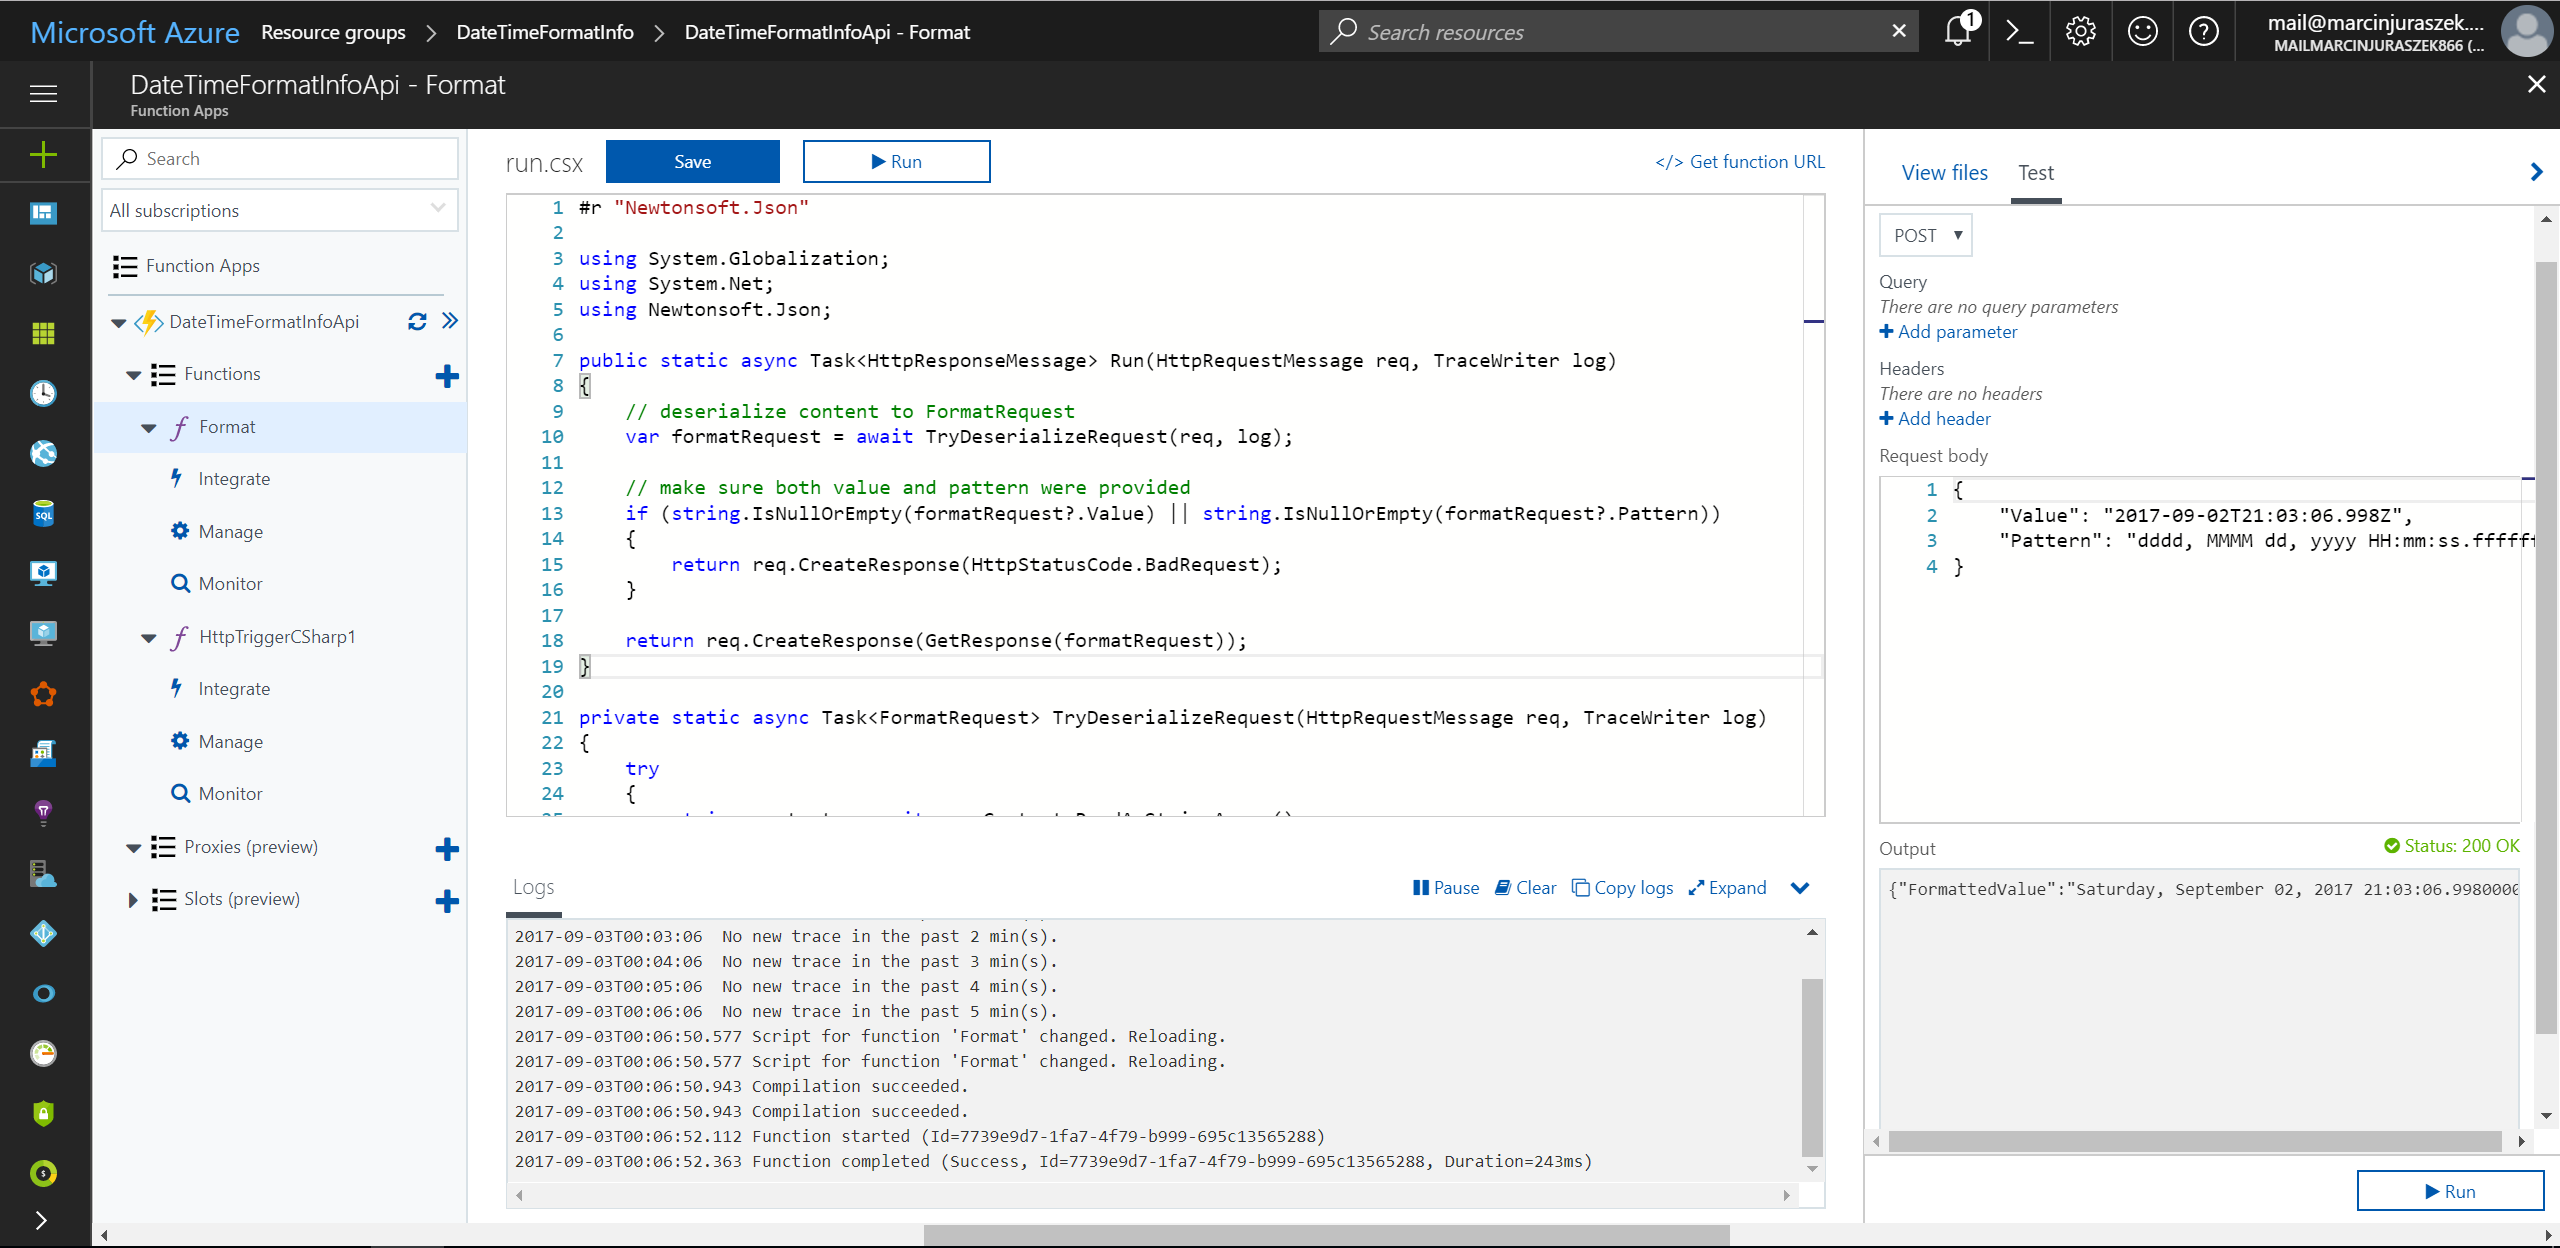 Microsoft Azure Resource groups > DateTimeFormatInfo > DateTimeFormatInfoApi - Format
Search resources
1
mail@marcinjuraszek....
MAILMARCINJURASZEK866 (...
DateTimeFormatInfoApi - Format
Function Apps
Search
All subscriptions
Function Apps
DateTimeFormatInfoApi
Functions
Format
Integrate
Manage
Monitor
HttpTriggerCSharp1
Integrate
Manage
Monitor
Proxies (preview)
Slots (preview)
run.csx
Save
Run
</> Get function URL
1 #r "Newtonsoft.Json"
2
3 using System.Globalization;
4 using System.Net;
5 using Newtonsoft.Json;
6
7 public static async Task<HttpResponseMessage> Run(HttpRequestMessage req, TraceWriter log)
8 {
9     // deserialize content to FormatRequest
10     var formatRequest = await TryDeserializeRequest(req, log);
11
12     // make sure both value and pattern were provided
13     if (string.IsNullOrEmpty(formatRequest?.Value) || string.IsNullOrEmpty(formatRequest?.Pattern))
14     {
15         return req.CreateResponse(HttpStatusCode.BadRequest);
16     }
17
18     return req.CreateResponse(GetResponse(formatRequest));
19 }
20
21 private static async Task<FormatRequest> TryDeserializeRequest(HttpRequestMessage req, TraceWriter log)
22 {
23     try
24     {
Logs
Pause
Clear
Copy logs
Expand
2017-09-03T00:03:06  No new trace in the past 2 min(s).
2017-09-03T00:04:06  No new trace in the past 3 min(s).
2017-09-03T00:05:06  No new trace in the past 4 min(s).
2017-09-03T00:06:06  No new trace in the past 5 min(s).
2017-09-03T00:06:50.577 Script for function 'Format' changed. Reloading.
2017-09-03T00:06:50.577 Script for function 'Format' changed. Reloading.
2017-09-03T00:06:50.943 Compilation succeeded.
2017-09-03T00:06:50.943 Compilation succeeded.
2017-09-03T00:06:52.112 Function started (Id=7739e9d7-1fa7-4f79-b999-695c13565288)
2017-09-03T00:06:52.363 Function completed (Success, Id=7739e9d7-1fa7-4f79-b999-695c13565288, Duration=243ms)
View files
Test
POST
Query
There are no query parameters
Add parameter
Headers
There are no headers
Add header
Request body
1 {
2     "Value": "2017-09-02T21:03:06.998Z",
3     "Pattern": "dddd, MMMM dd, yyyy HH:mm:ss.ffffff
4 }
Output
Status: 200 OK
{"FormattedValue":"Saturday, September 02, 2017 21:03:06.9980000
Run